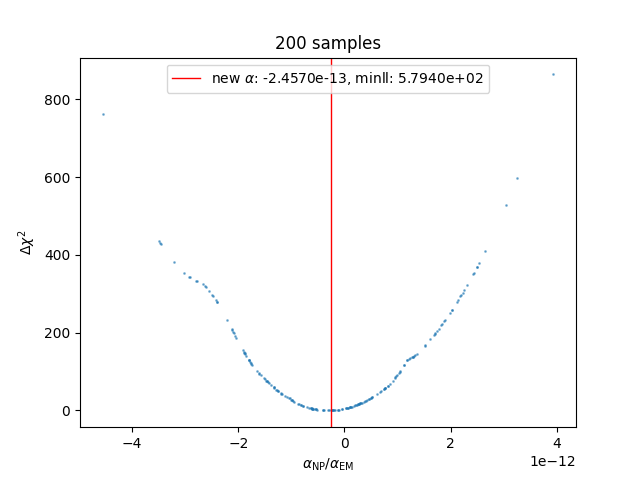 200 samples
new α: -2.4570e-13, minll: 5.7940e+02
Δχ²
800
600
400
200
0
−4 −2 0 2 4
1e−12
α_NP/α_EM